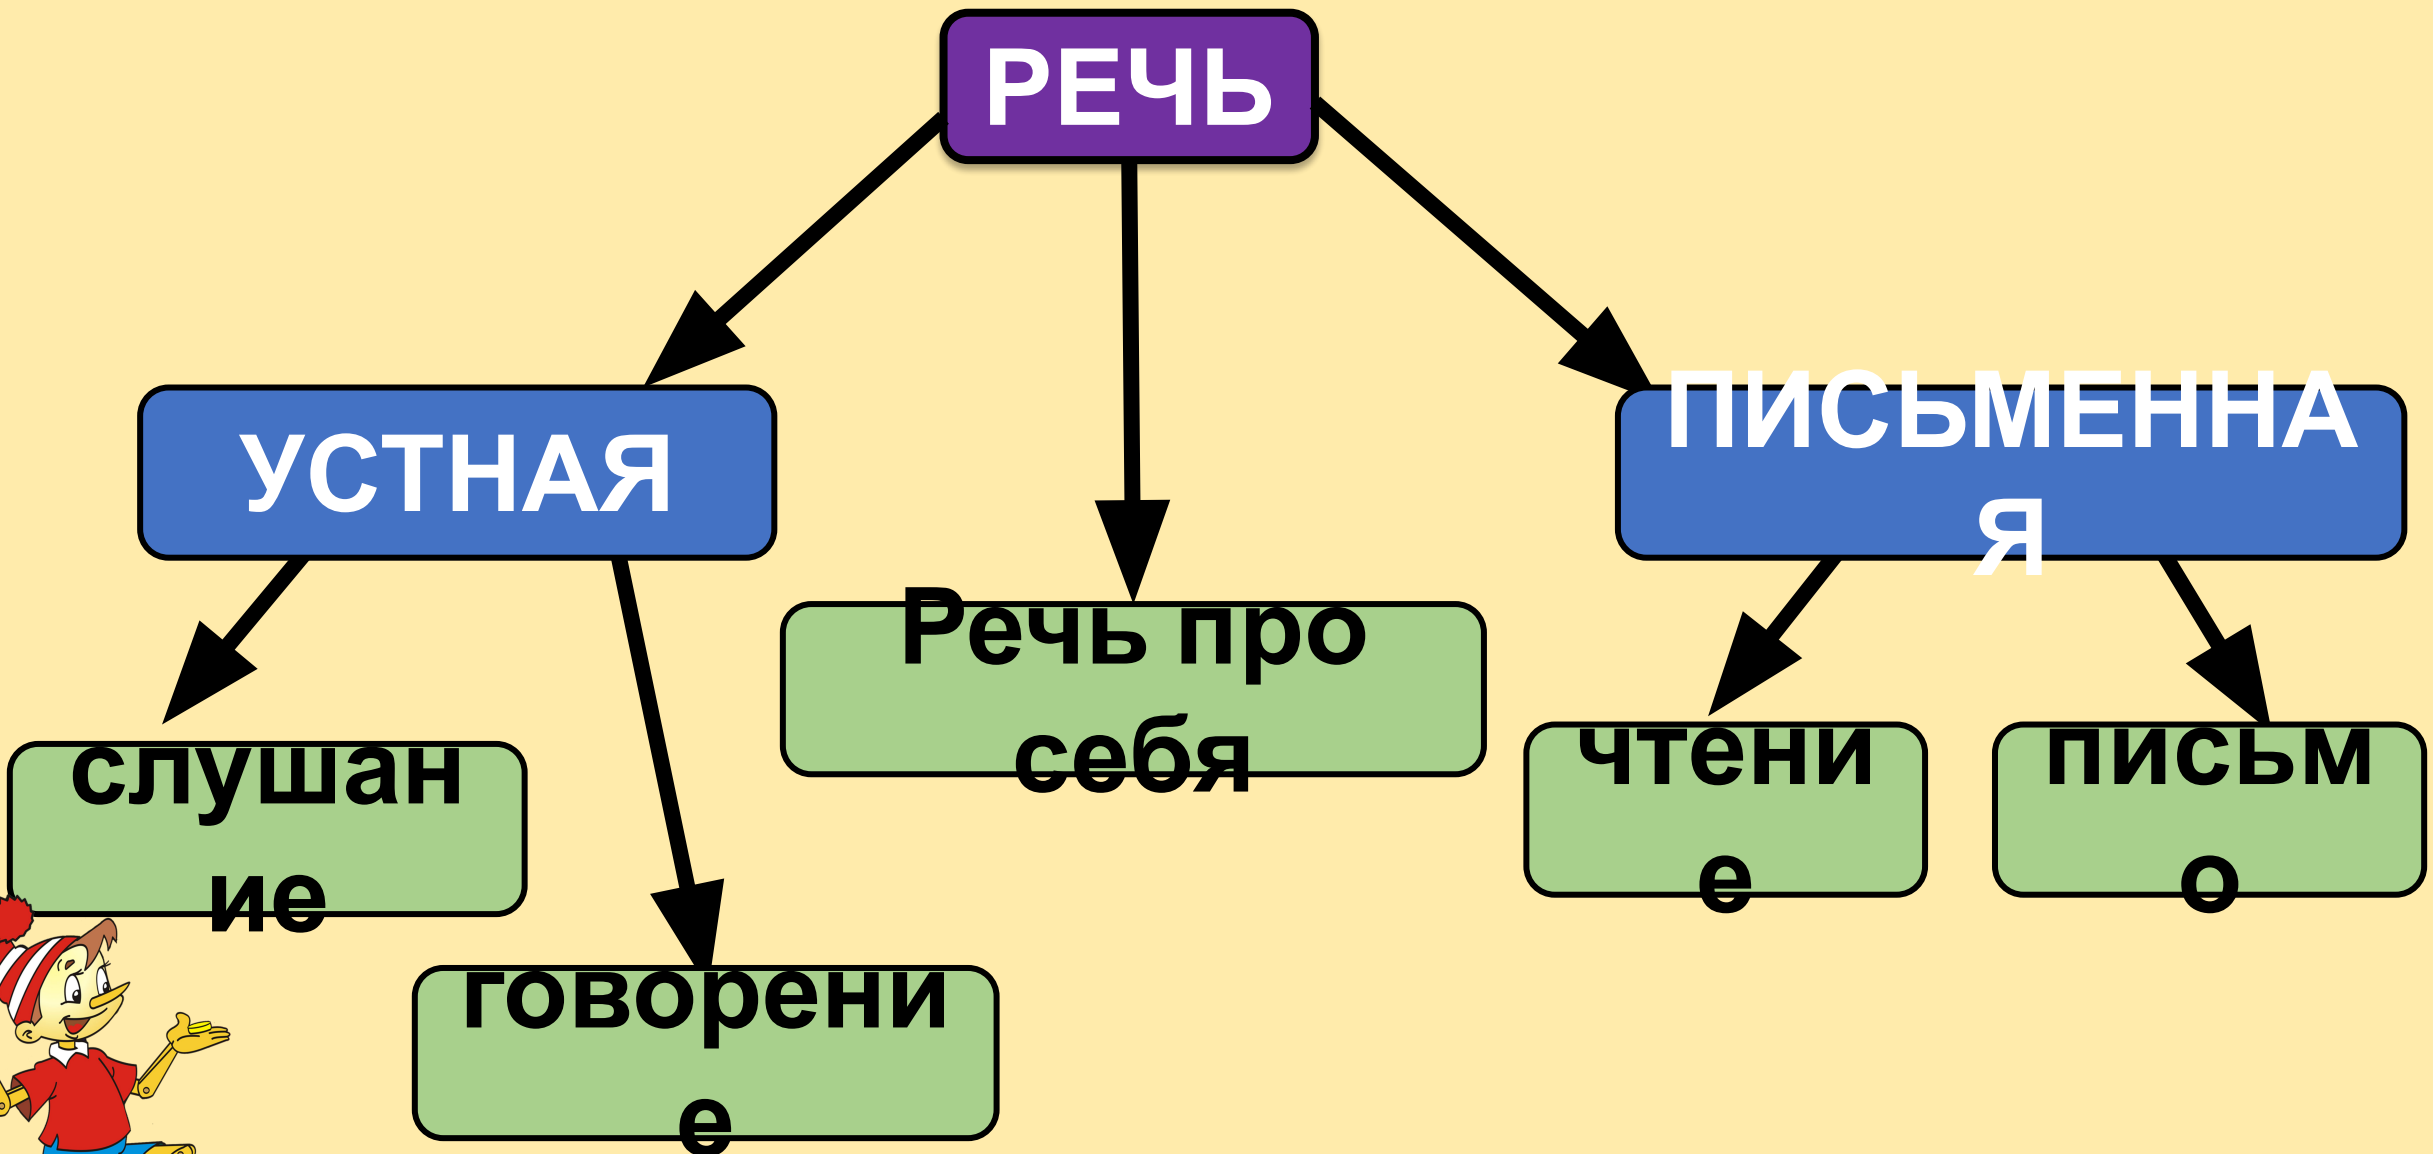 РЕЧЬ
УСТНАЯ
ПИСЬМЕННА
Я
Речь про
себя
слушан
ие
говорени
е
чтени
е
письм
о